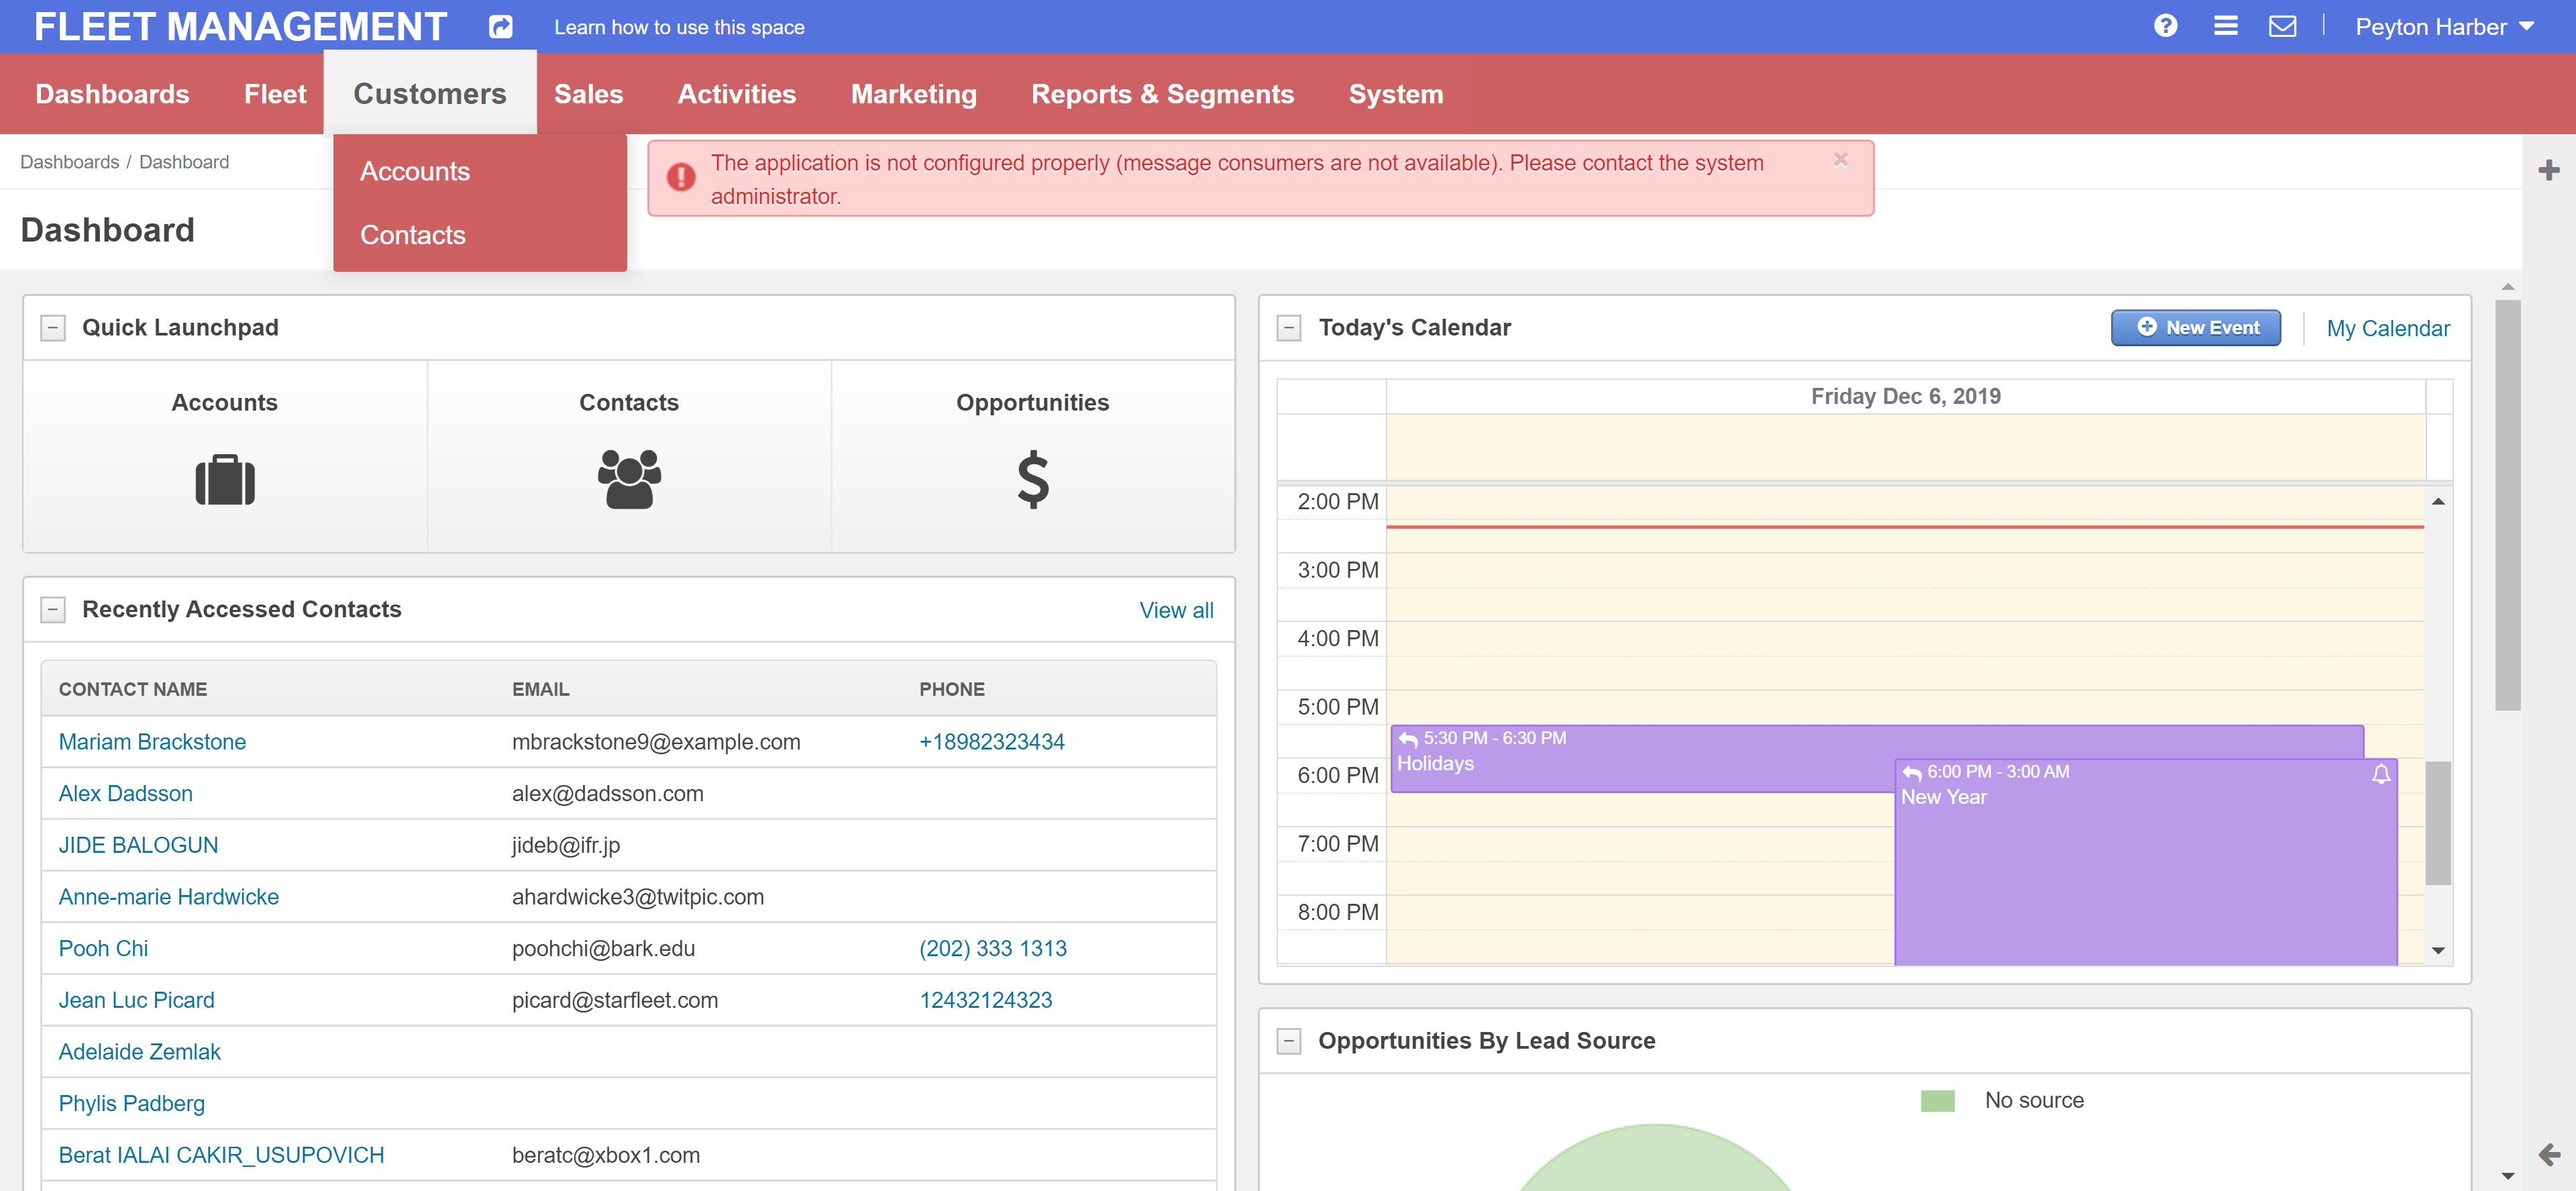 FLEET MANAGEMENT
Learn how to use this space
Peyton Harber
Dashboards
Fleet
Customers
Sales
Activities
Marketing
Reports & Segments
System
Accounts
Contacts
Dashboards / Dashboard
The application is not configured properly (message consumers are not available). Please contact the system
administrator.
Dashboard
Quick Launchpad
Accounts
Contacts
Opportunities
Recently Accessed Contacts
View all
CONTACT NAME EMAIL PHONE
Mariam Brackstone mbrackstone9@example.com +18982323434
Alex Dadsson alex@dadsson.com
JIDE BALOGUN jideb@ifr.jp
Anne-marie Hardwicke ahardwicke3@twitpic.com
Pooh Chi poohchi@bark.edu (202) 333 1313
Jean Luc Picard picard@starfleet.com 12432124323
Adelaide Zemlak
Phylis Padberg
Berat IALAI CAKIR_USUPOVICH beratc@xbox1.com
Today's Calendar
New Event
My Calendar
Friday Dec 6, 2019
2:00 PM
3:00 PM
4:00 PM
5:00 PM
5:30 PM - 6:30 PM
Holidays
6:00 PM
6:00 PM - 3:00 AM
New Year
7:00 PM
8:00 PM
Opportunities By Lead Source
No source